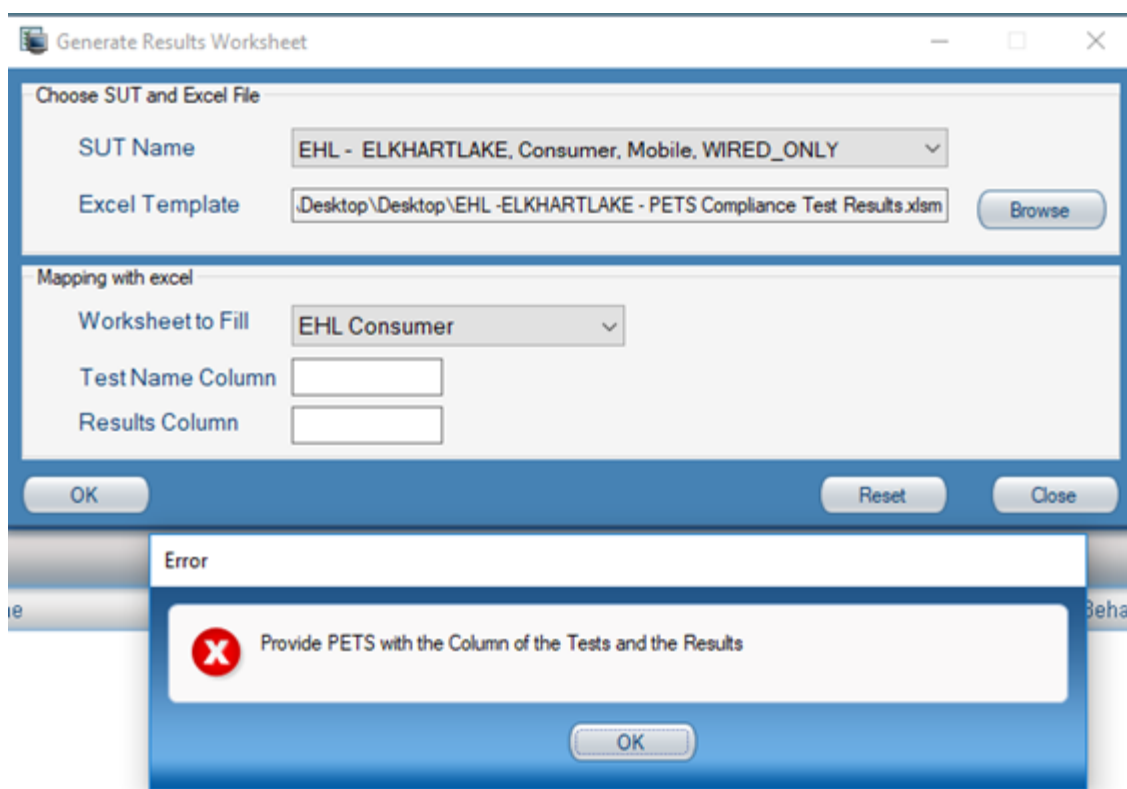 Generate Results Worksheet
Choose SUT and Excel File
SUT Name
EHL - ELKHARTLAKE, Consumer, Mobile, WIRED_ONLY
Excel Template
.Desktop\Desktop\EHL -ELKHARTLAKE - PETS Compliance Test Results.xlsm
Browse
Mapping with excel
Worksheet to Fill
EHL Consumer
Test Name Column
Results Column
OK
Reset
Close
Error
Provide PETS with the Column of the Tests and the Results
OK